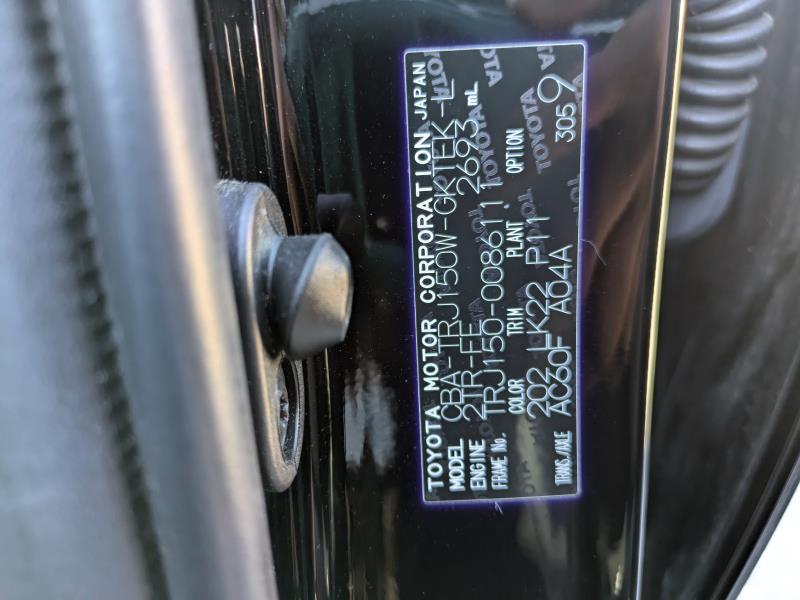 TOYOTA MOTOR CORPORATION JAPAN
MODEL CBA-TRJ150W-GKTEK-L
ENGINE 2TR-FE 2693 mL
FRAME No. TRJ150-0086111
COLOR TRIM PLANT OPTION
202 LK22 P11
TRANS./AXLE AC60F A04A 3059